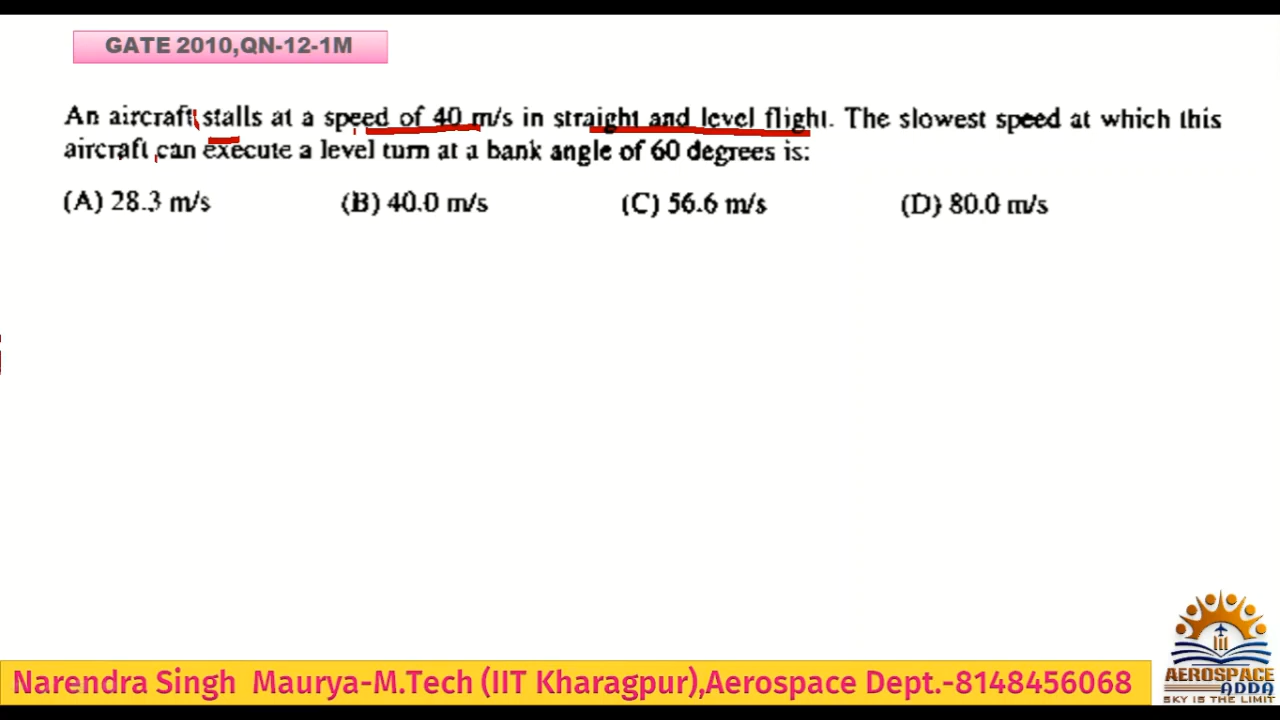 GATE 2010,QN-12-1M
An aircraft stalls at a speed of 40 m/s in straight and level flight. The slowest speed at which this
aircraft can execute a level turn at a bank angle of 60 degrees is:
(A) 28.3 m/s (B) 40.0 m/s (C) 56.6 m/s (D) 80.0 m/s
Narendra Singh Maurya-M.Tech (IIT Kharagpur),Aerospace Dept.-8148456068
AEROSPACE
ADDA
SKY IS THE LIMIT